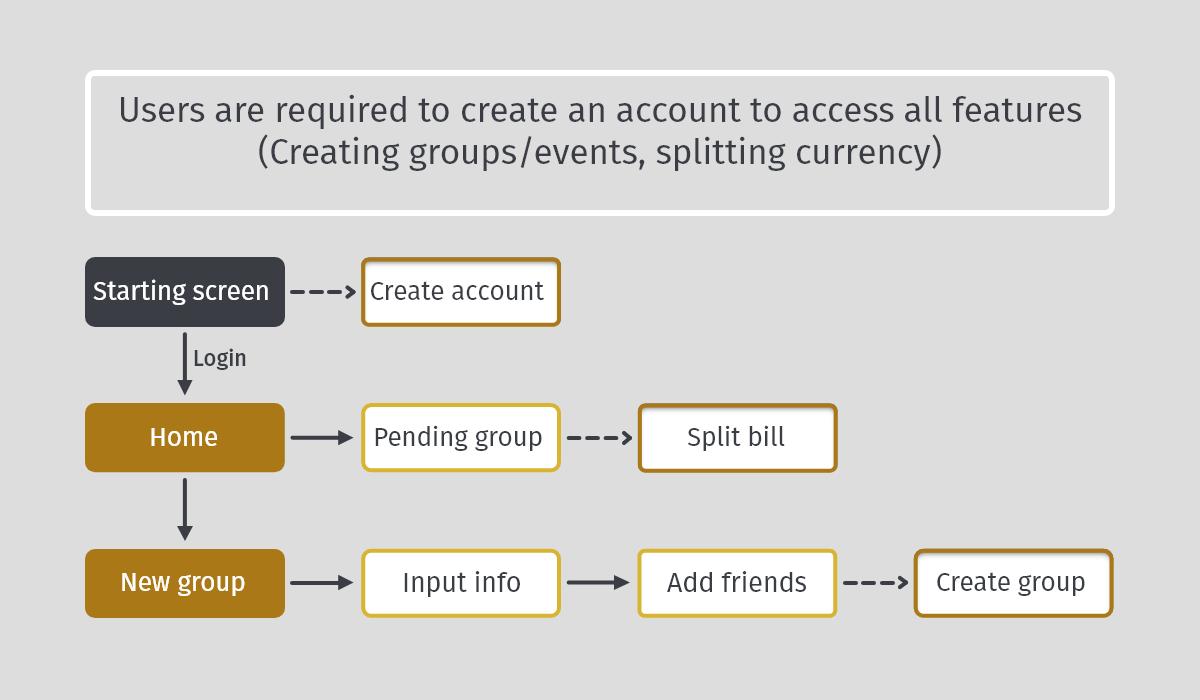 Users are required to create an account to access all features
(Creating groups/events, splitting currency)
Starting screen
Create account
Login
Home
Pending group
Split bill
New group
Input info
Add friends
Create group